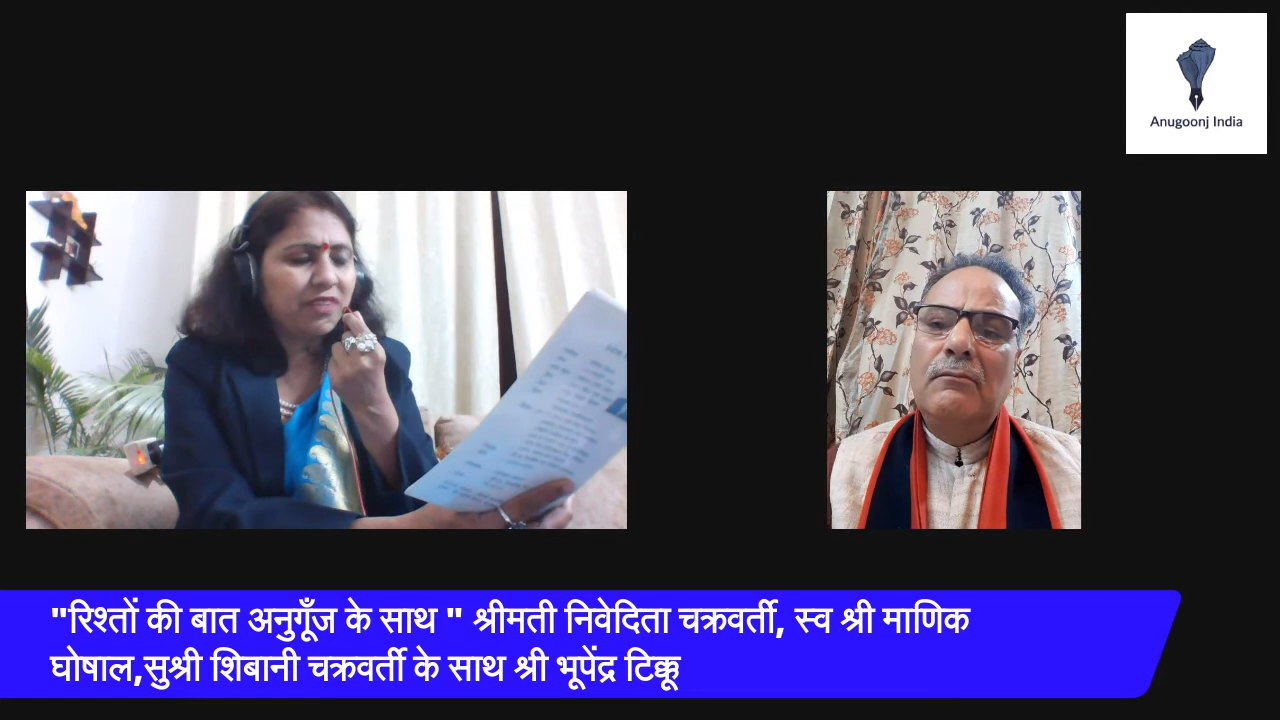 Anugoonj India
"रिश्तों की बात अनुगूँज के साथ " श्रीमती निवेदिता चक्रवर्ती, स्व श्री माणिक
घोषाल,सुश्री शिबानी चक्रवर्ती के साथ श्री भूपेंद्र टिक्कू